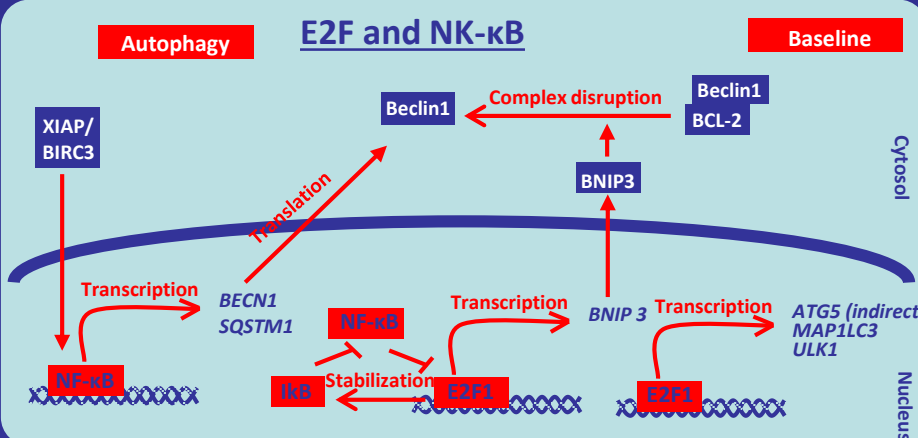 E2F and NK-κB
Autophagy
Baseline
Beclin1
Complex disruption
Beclin1
BCL-2
XIAP/
BIRC3
BNIP3
Cytosol
Translation
Transcription
BECN1
SQSTM1
NF-κB
Transcription
BNIP 3
Transcription
ATG5 (indirect
MAP1LC3
ULK1
NF-κB
IkB
Stabilization
E2F1
E2F1
Nucleus